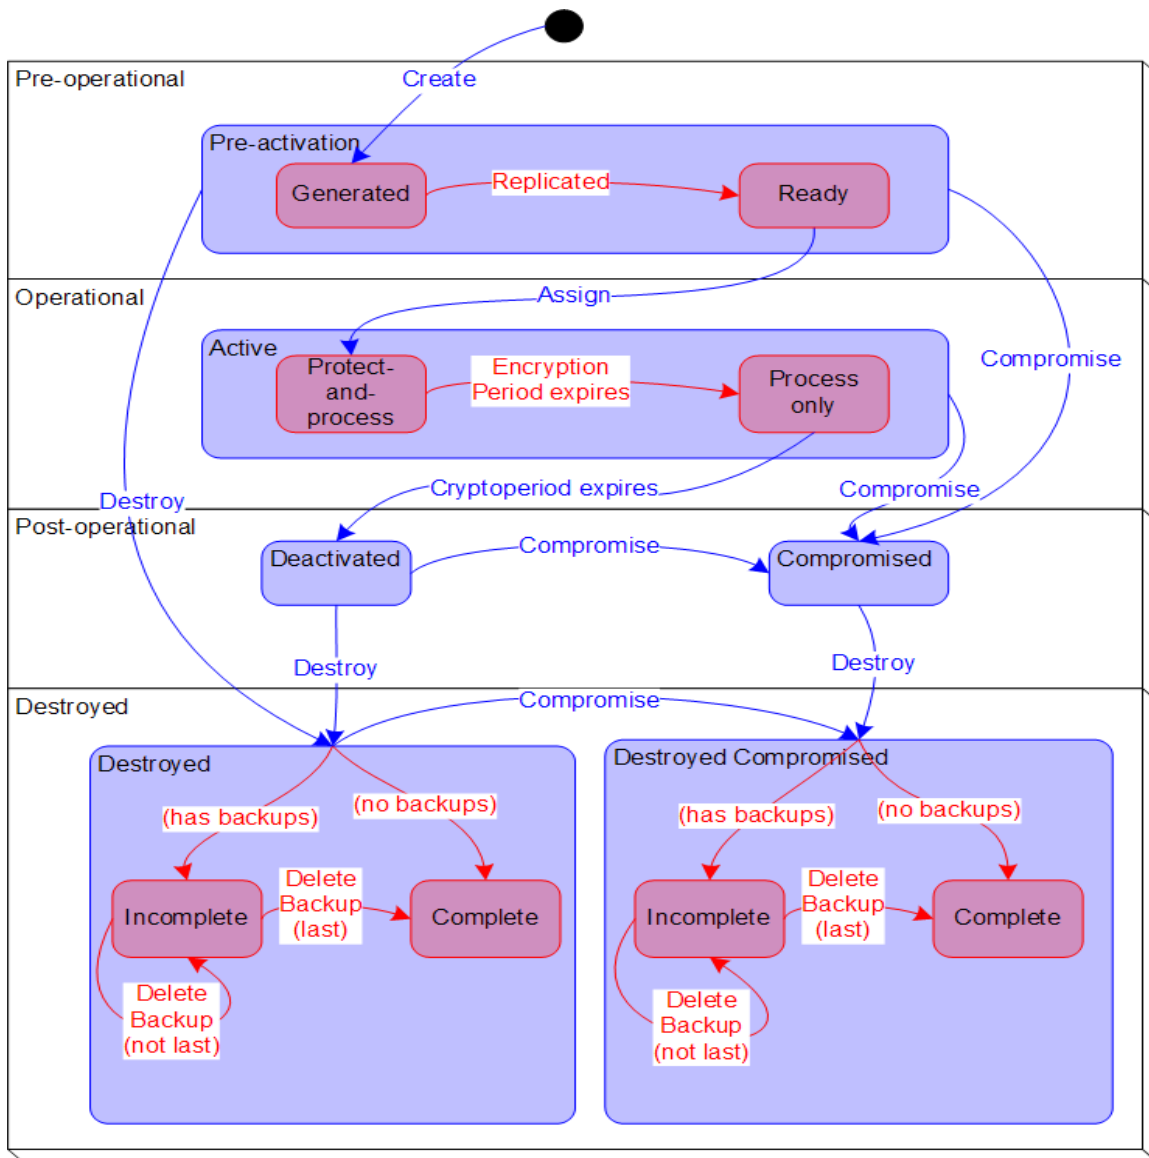 Pre-operational
Create
Pre-activation
Generated
Replicated
Ready
Operational
Assign
Active
Protect-
and-
process
Encryption
Period expires
Process
only
Compromise
Cryptoperiod expires
Compromise
Destroy
Post-operational
Deactivated
Compromise
Compromised
Destroy
Destroy
Destroyed
Compromise
Destroyed
Destroyed Compromised
(has backups)
(no backups)
(has backups)
(no backups)
Incomplete
Delete
Backup
(last)
Complete
Incomplete
Delete
Backup
(last)
Complete
Delete
Backup
(not last)
Delete
Backup
(not last)